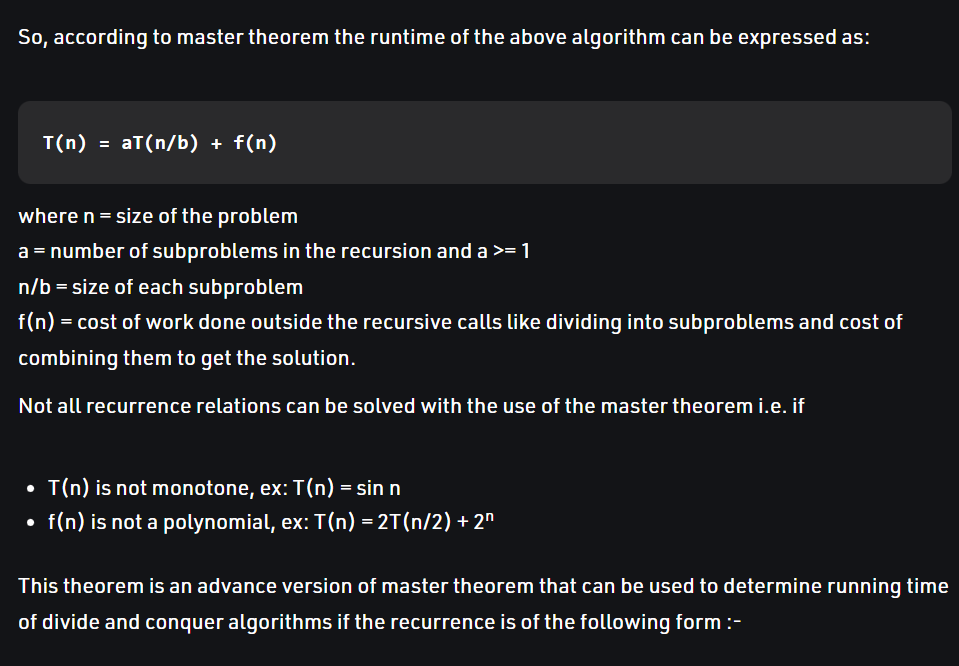 So, according to master theorem the runtime of the above algorithm can be expressed as:
T(n) = aT(n/b) + f(n)
where n = size of the problem
a = number of subproblems in the recursion and a >= 1
n/b = size of each subproblem
f(n) = cost of work done outside the recursive calls like dividing into subproblems and cost of
combining them to get the solution.
Not all recurrence relations can be solved with the use of the master theorem i.e. if
• T(n) is not monotone, ex: T(n) = sin n
• f(n) is not a polynomial, ex: T(n) = 2T(n/2) + 2ⁿ
This theorem is an advance version of master theorem that can be used to determine running time
of divide and conquer algorithms if the recurrence is of the following form :-